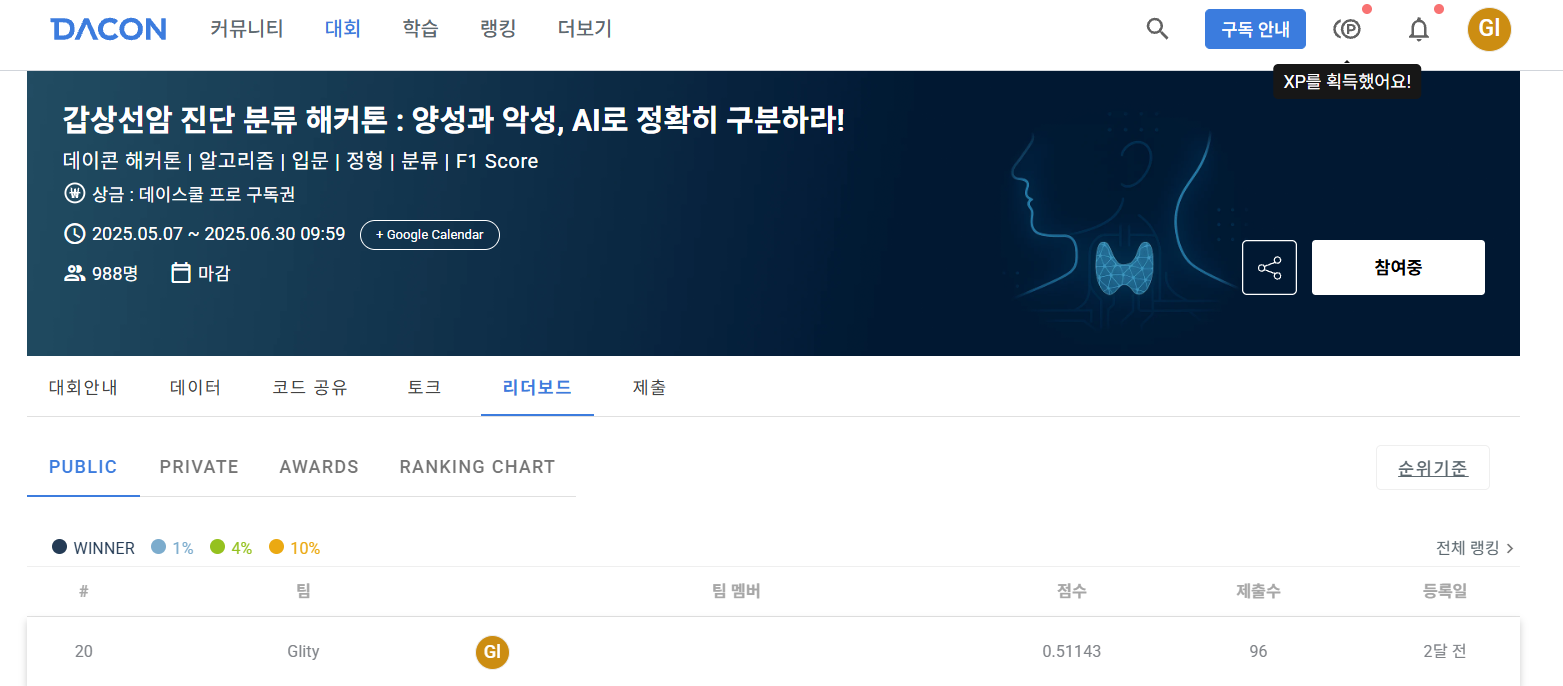 DACON 커뮤니티 대회 학습 랭킹 더보기 구독 안내 P GI
XP를 획득했어요!
갑상선암 진단 분류 해커톤 : 양성과 악성, AI로 정확히 구분하라!
데이콘 해커톤 | 알고리즘 | 입문 | 정형 | 분류 | F1 Score
₩ 상금 : 데이스쿨 프로 구독권
2025.05.07 ~ 2025.06.30 09:59 + Google Calendar
988명 마감
참여중
대회안내 데이터 코드 공유 토크 리더보드 제출
PUBLIC PRIVATE AWARDS RANKING CHART 순위기준
WINNER 1% 4% 10% 전체 랭킹 >
# 팀 팀 멤버 점수 제출수 등록일
20 Glity Gl 0.51143 96 2달 전